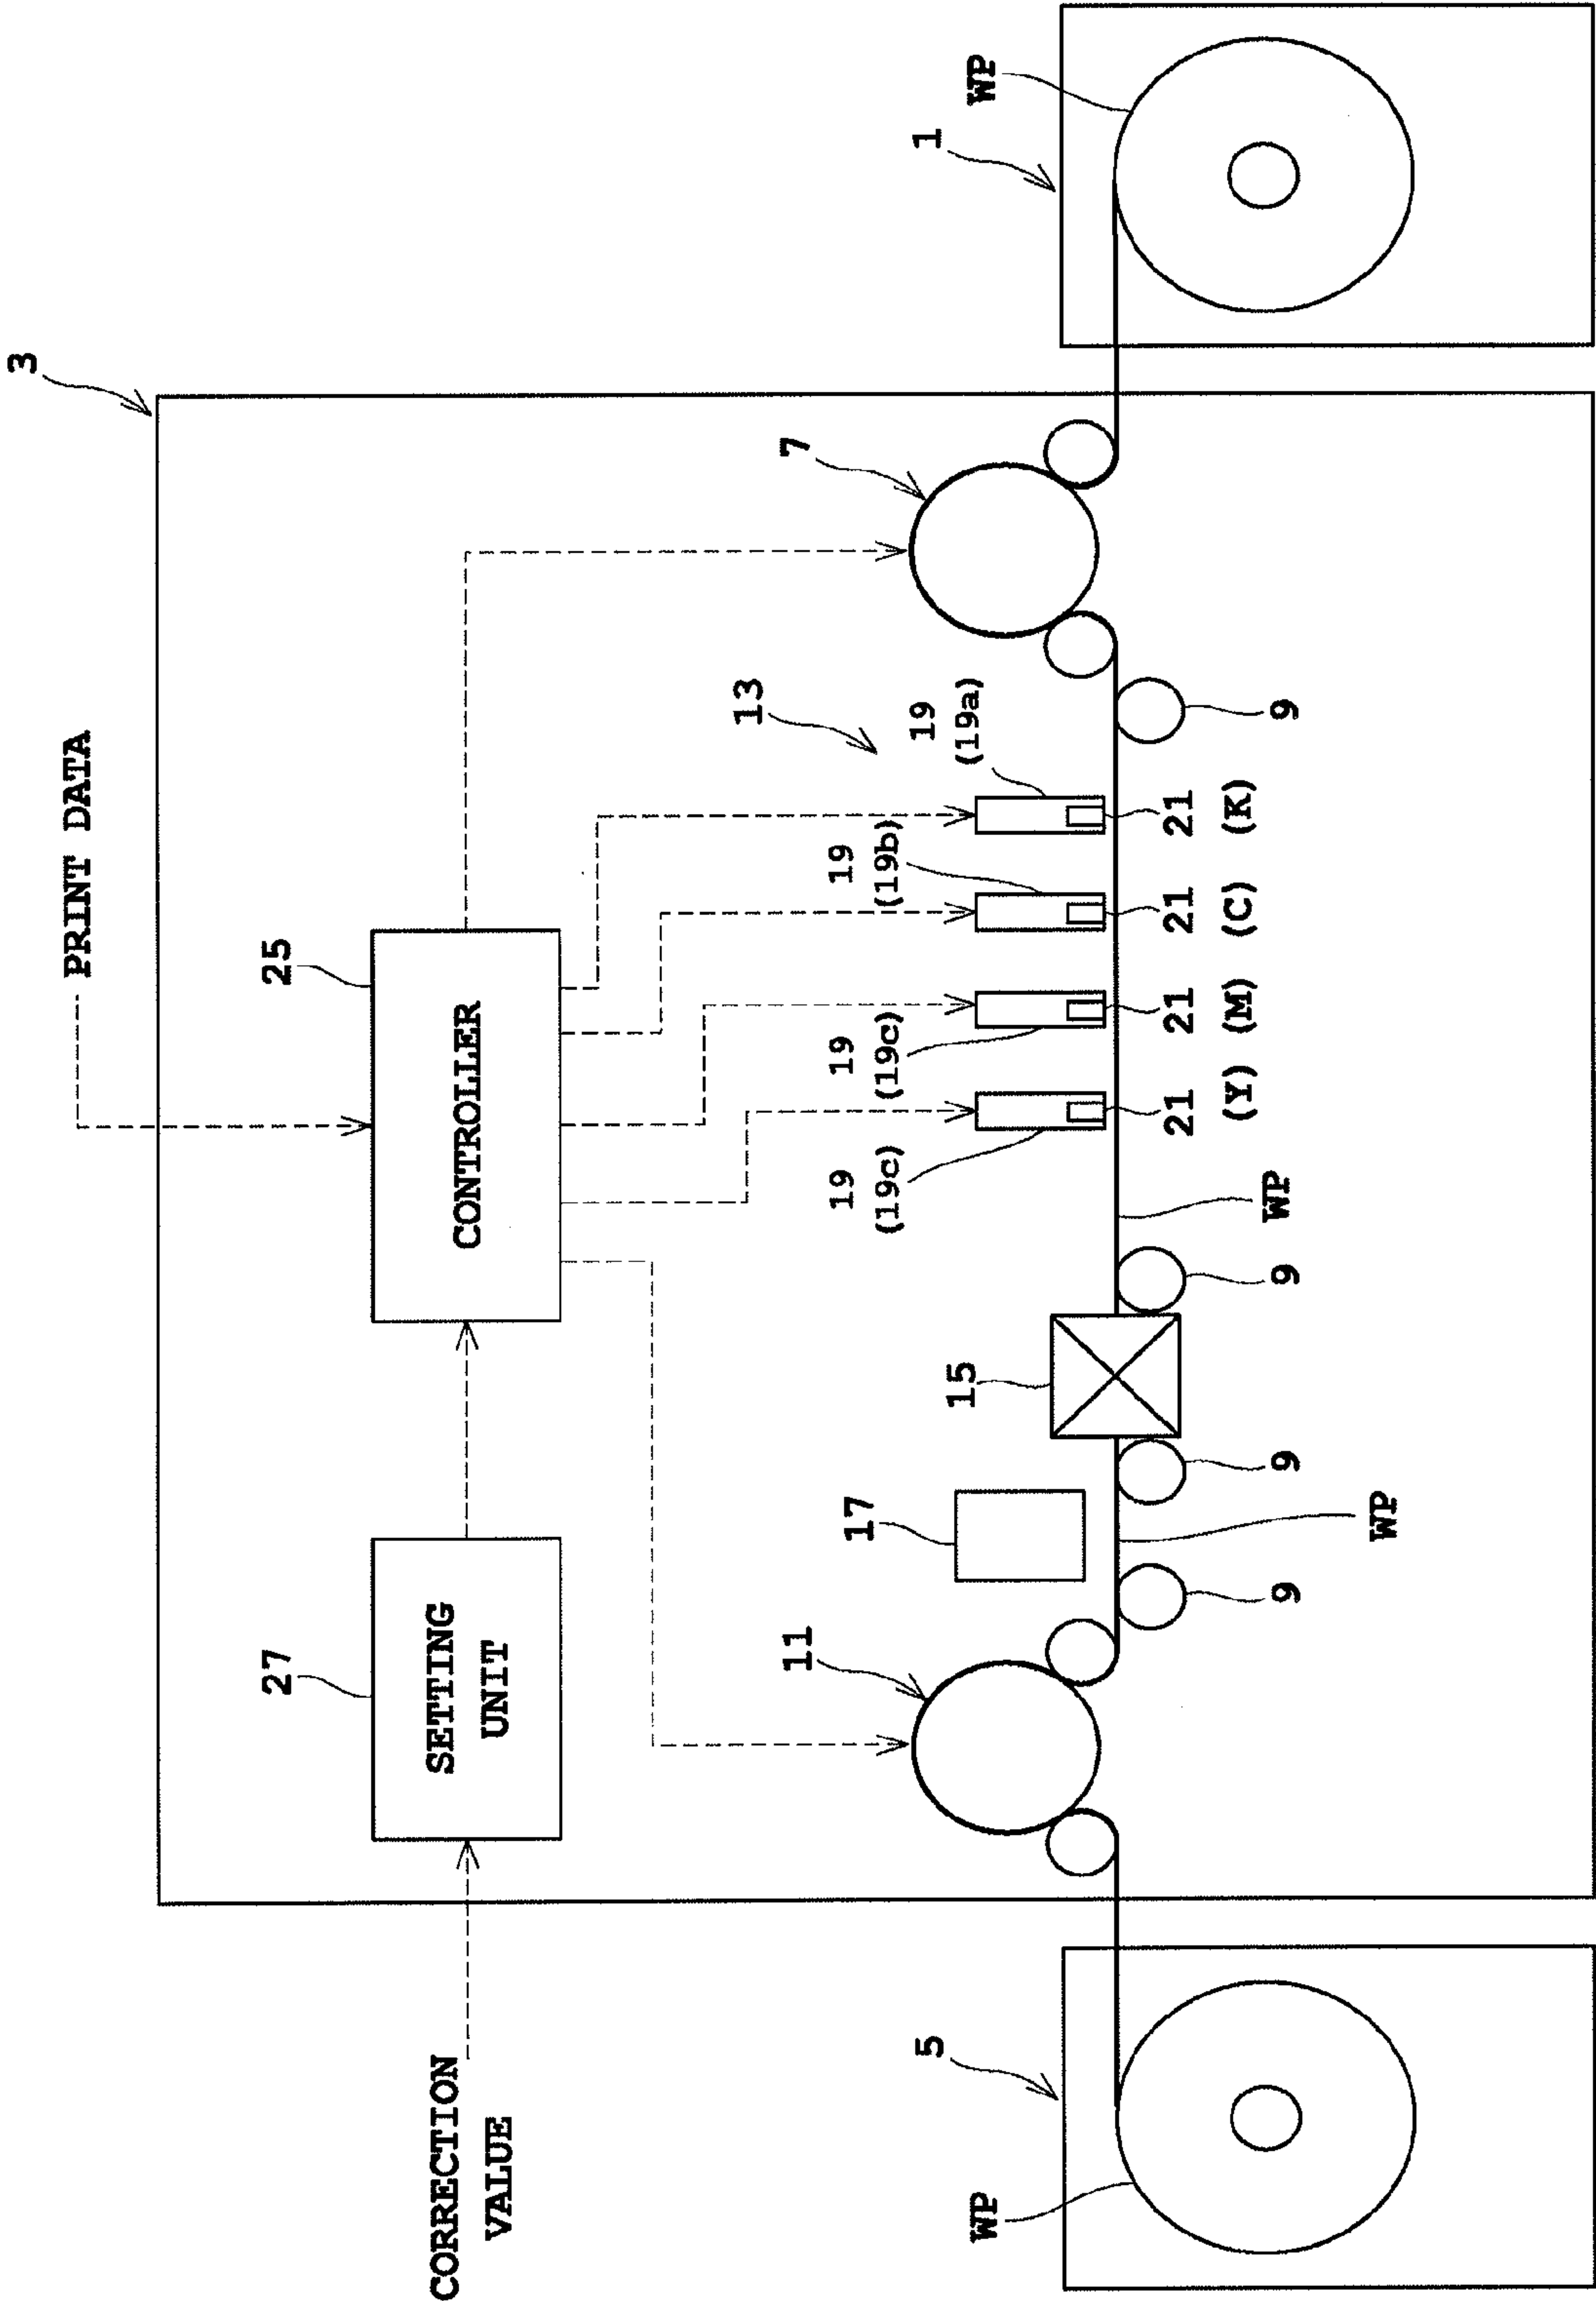 3
PRINT DATA
27
25
CORRECTION
VALUE
SETTING
UNIT
CONTROLLER
13
11
7
19
(19c)
19
(19c)
19
(19b)
19
(19a)
17
5
1
15
WP
WP
21 21 21 21
(Y) (M) (C) (K)
9 9 9 WP 9
WP